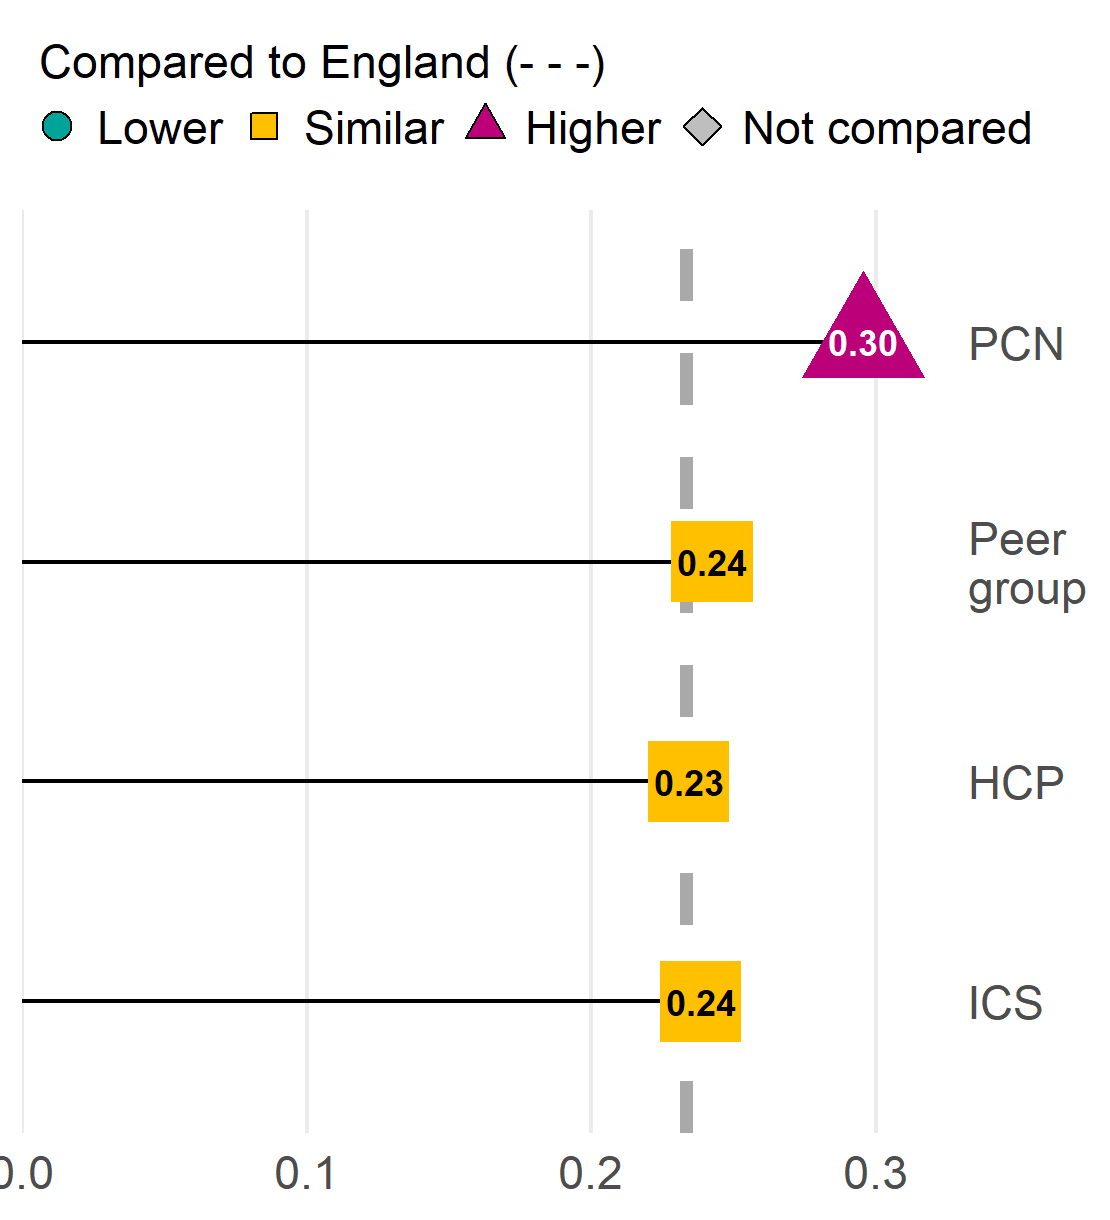 Compared to England (- - -)
Lower Similar Higher Not compared
0.30 PCN
Peer
0.24
group
0.23 HCP
0.24 ICS
0.0 0.1 0.2 0.3